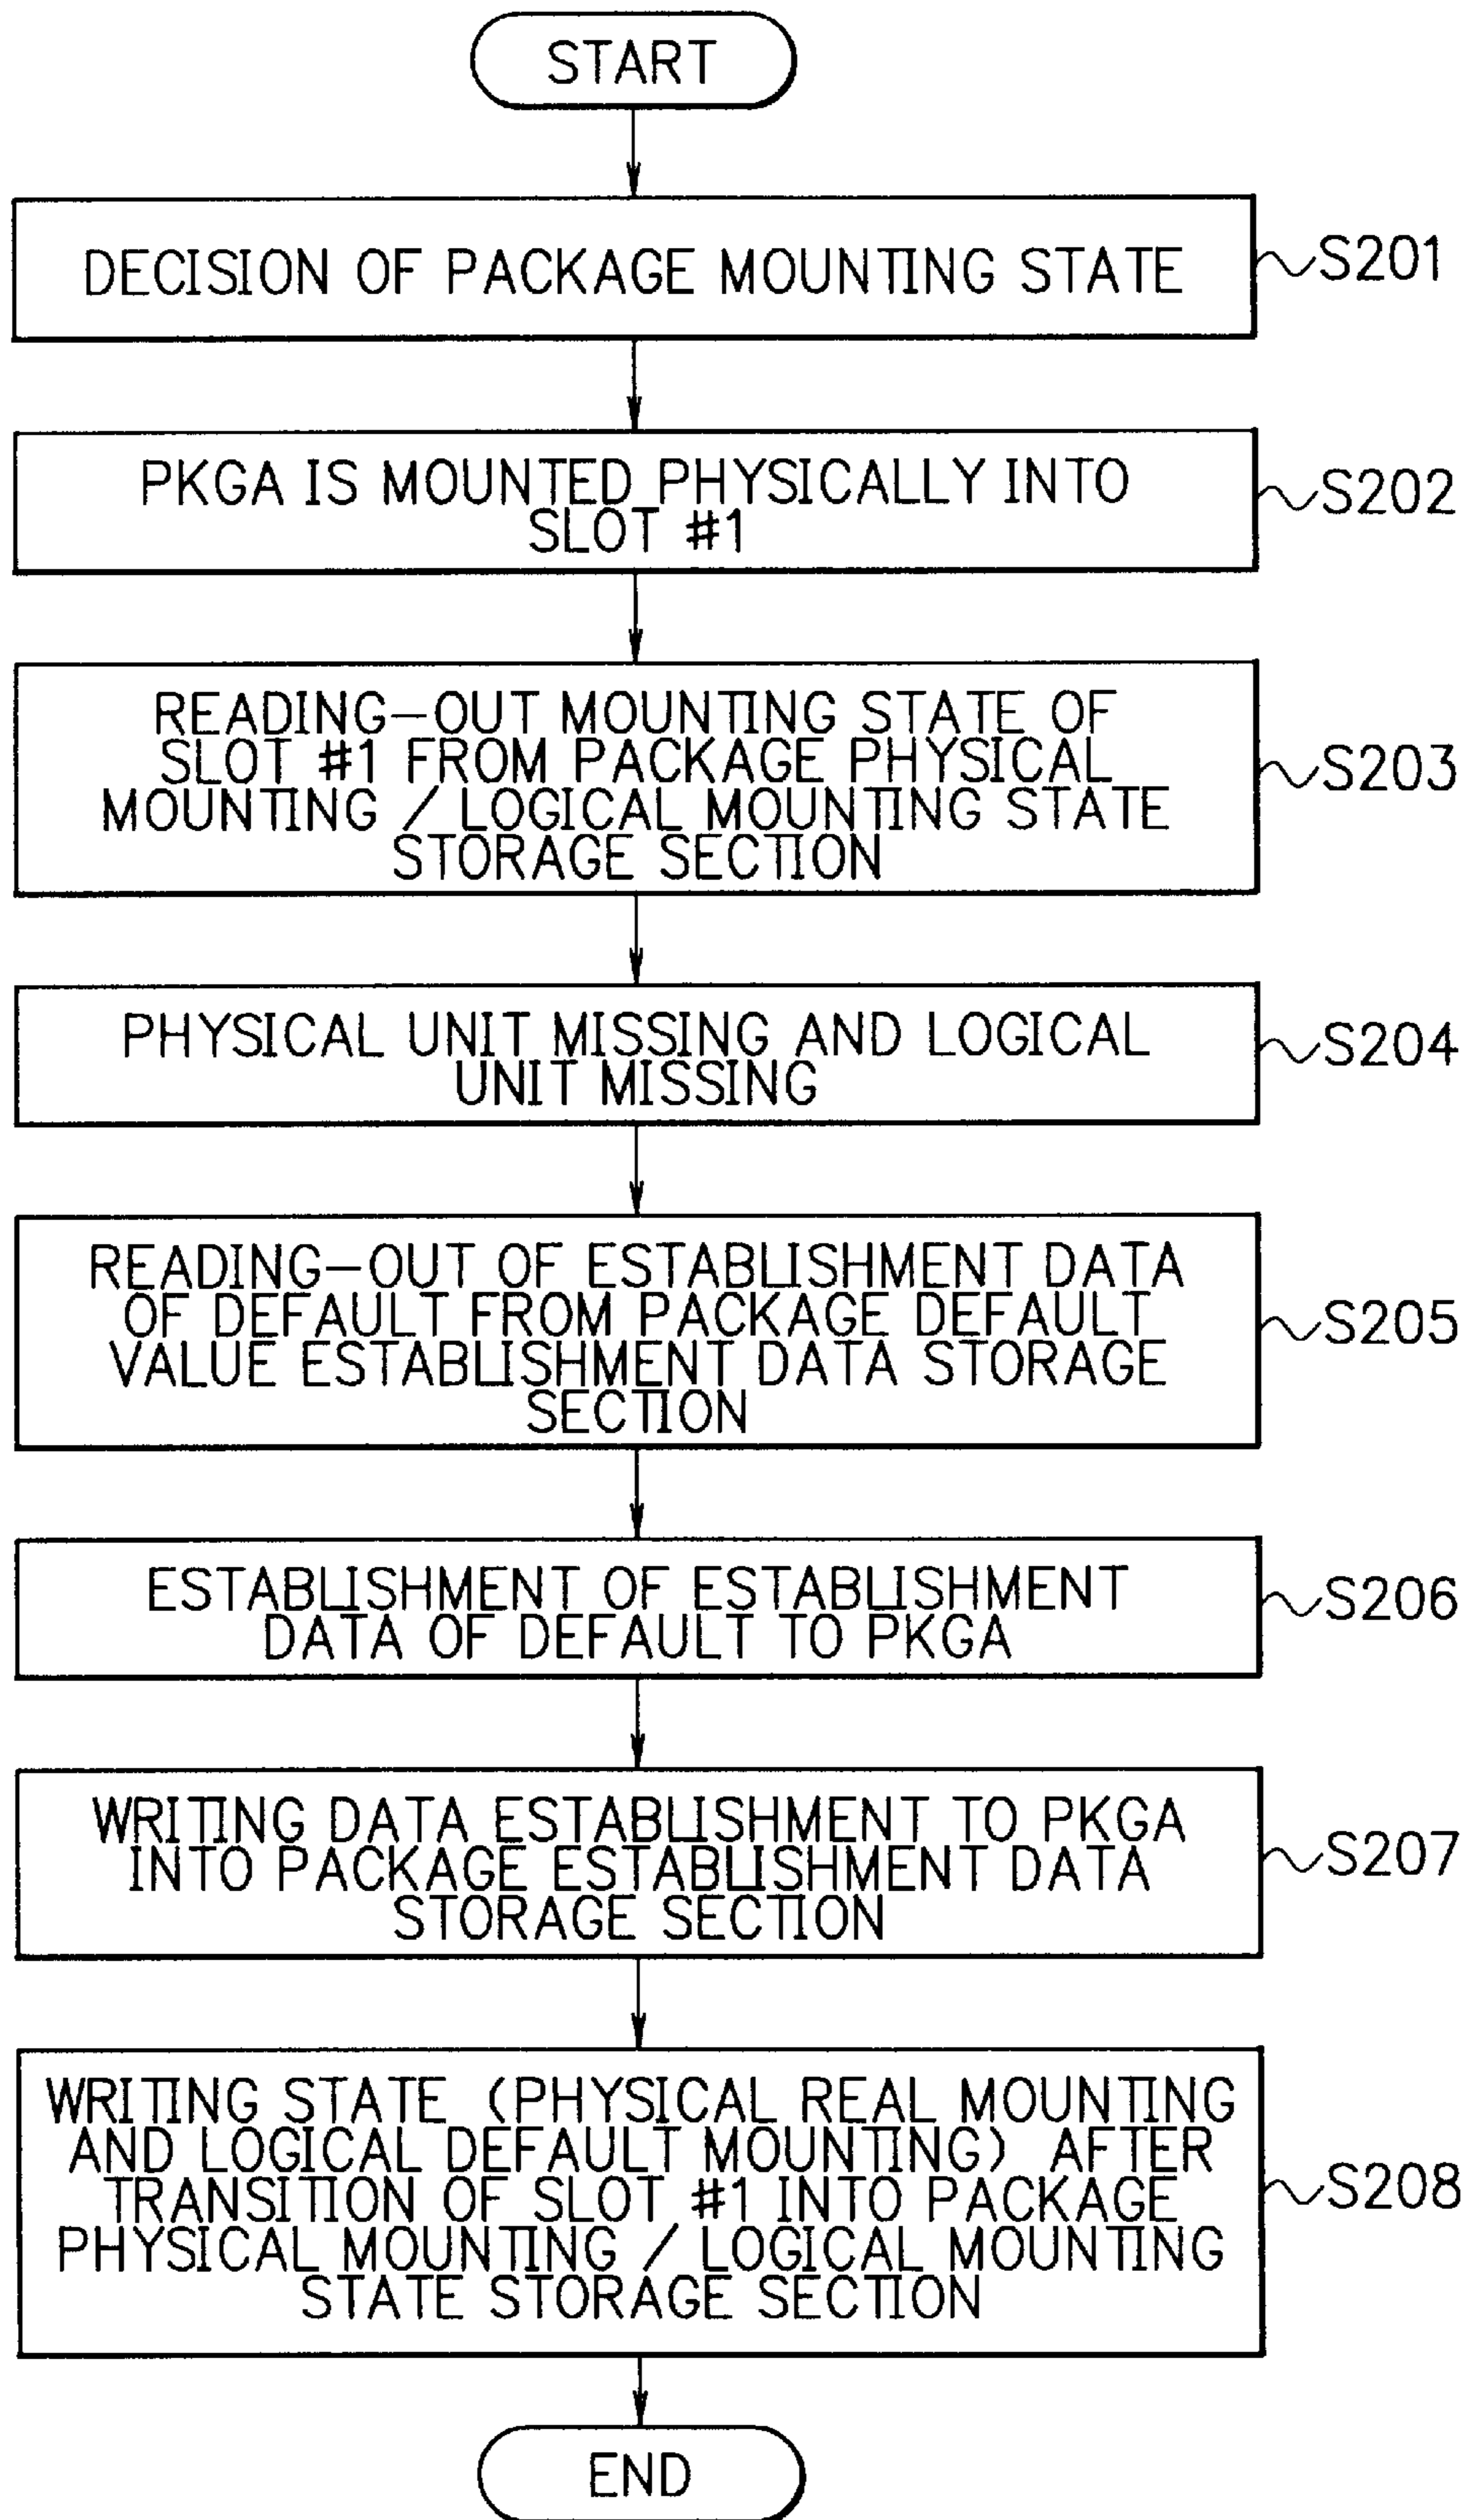 START
DECISION OF PACKAGE MOUNTING STATE
S201
PKGA IS MOUNTED PHYSICALLY INTO
SLOT #1
S202
READING-OUT MOUNTING STATE OF
SLOT #1 FROM PACKAGE PHYSICAL
MOUNTING / LOGICAL MOUNTING STATE
STORAGE SECTION
S203
PHYSICAL UNIT MISSING AND LOGICAL
UNIT MISSING
S204
READING-OUT OF ESTABLISHMENT DATA
OF DEFAULT FROM PACKAGE DEFAULT
VALUE ESTABLISHMENT DATA STORAGE
SECTION
S205
ESTABLISHMENT OF ESTABLISHMENT
DATA OF DEFAULT TO PKGA
S206
WRITING DATA ESTABLISHMENT TO PKGA
INTO PACKAGE ESTABLISHMENT DATA
STORAGE SECTION
S207
WRITING STATE (PHYSICAL REAL MOUNTING
AND LOGICAL DEFAULT MOUNTING) AFTER
TRANSITION OF SLOT #1 INTO PACKAGE
PHYSICAL MOUNTING / LOGICAL MOUNTING
STATE STORAGE SECTION
S208
END